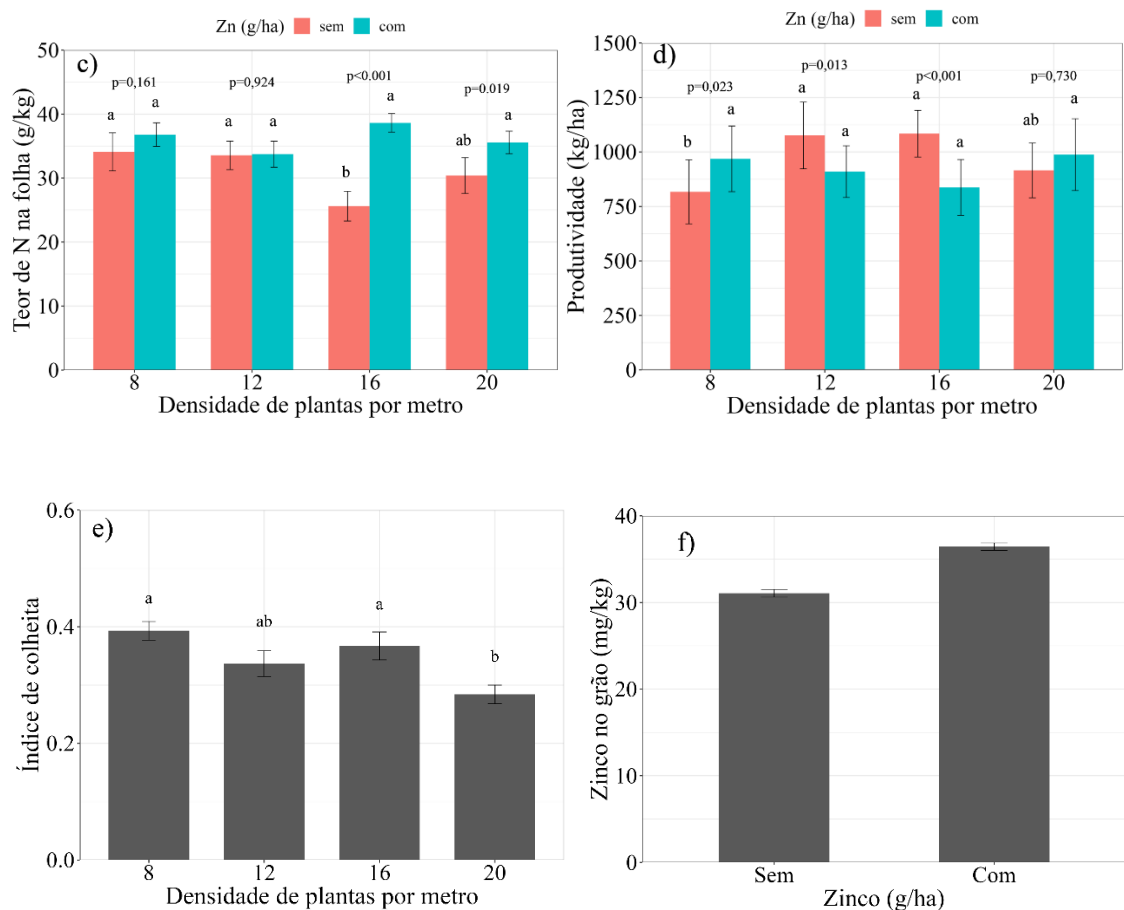 Zn (g/ha) sem com
c)
Teor de N na folha (g/kg)
50
40
30
20
10
0
p=0,161 p=0,924 p<0.001 p=0.019
a a a a b a ab a
8 12 16 20
Densidade de plantas por metro
Zn (g/ha) sem com
d)
Produtividade (kg/ha)
1500
1250
1000
750
500
250
0
p=0,023 p=0,013 p<0,001 p=0,730
b a a a a a ab a
8 12 16 20
Densidade de plantas por metro
e)
Índice de colheita
0.6
0.4
0.2
0.0
a ab a b
8 12 16 20
Densidade de plantas por metro
f)
Zinco no grão (mg/kg)
40
30
20
10
0
Sem Com
Zinco (g/ha)